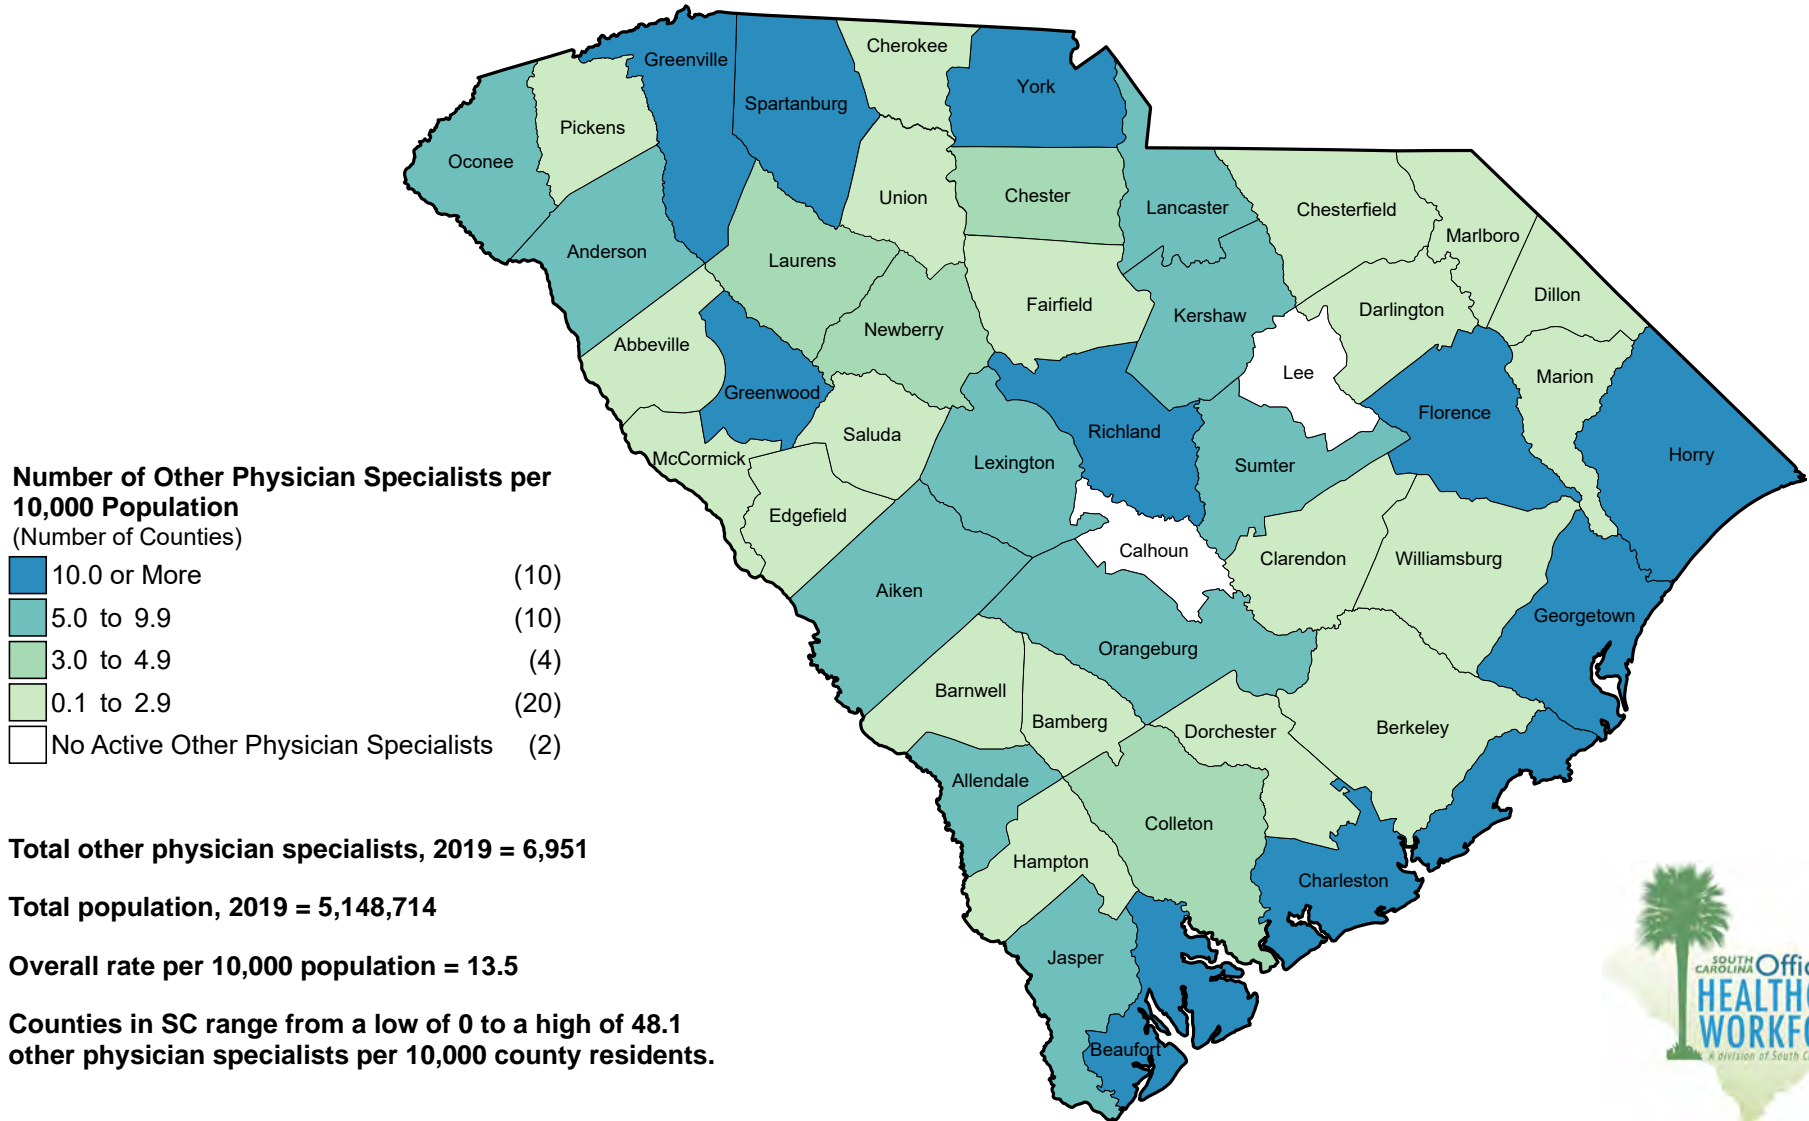 Greenville
Cherokee
York
Spartanburg
Pickens
Oconee
Union
Chester
Lancaster
Chesterfield
Marlboro
Anderson
Laurens
Fairfield
Kershaw
Darlington
Dillon
Newberry
Abbeville
Lee
Marion
Greenwood
Florence
Saluda
Richland
Horry
McCormick
Lexington
Sumter
Edgefield
Calhoun
Clarendon
Williamsburg
Aiken
Georgetown
Orangeburg
Barnwell
Bamberg
Dorchester
Berkeley
Allendale
Colleton
Hampton
Charleston
Jasper
Beaufort
Number of Other Physician Specialists per
10,000 Population
(Number of Counties)
10.0 or More (10)
5.0 to 9.9 (10)
3.0 to 4.9 (4)
0.1 to 2.9 (20)
No Active Other Physician Specialists (2)
Total other physician specialists, 2019 = 6,951
Total population, 2019 = 5,148,714
Overall rate per 10,000 population = 13.5
Counties in SC range from a low of 0 to a high of 48.1
other physician specialists per 10,000 county residents.
SOUTH
CAROLINA
A division of South